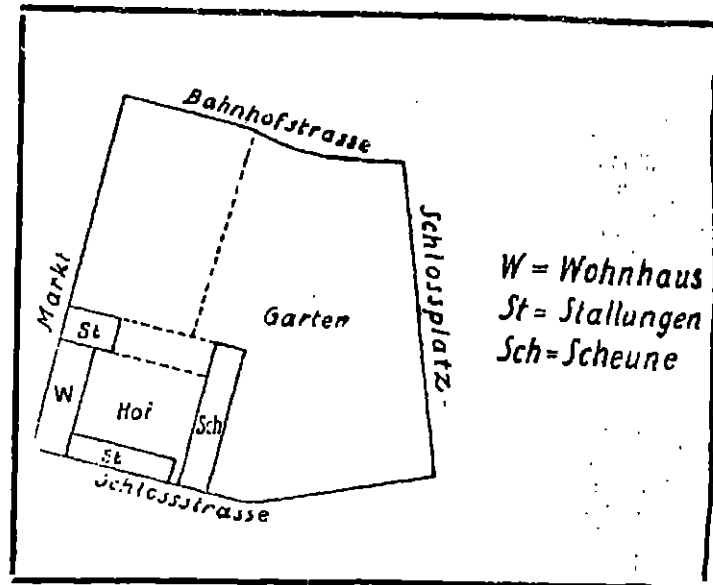 Bahnhofstrasse
Markt
Schlossplatz
Garten
W = Wohnhaus
St = Stallungen
Sch = Scheune
St
W
Hof
Sch
St
Schlossstrasse